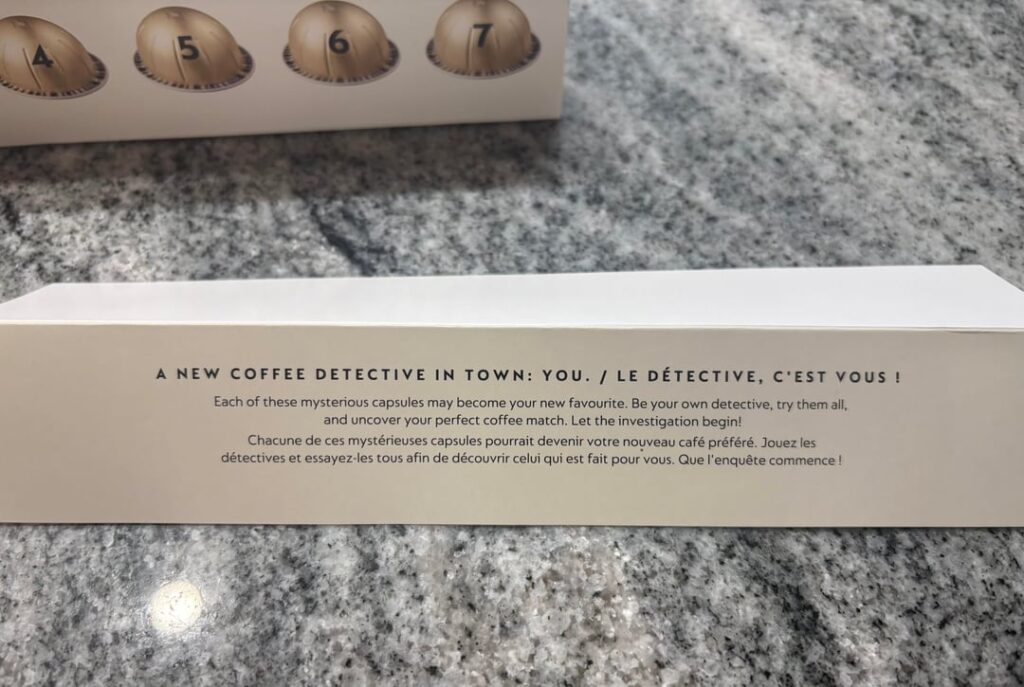 4 5 6 7
A NEW COFFEE DETECTIVE IN TOWN: YOU. / LE DÉTECTIVE, C'EST VOUS !
Each of these mysterious capsules may become your new favourite. Be your own detective, try them all,
and uncover your perfect coffee match. Let the investigation begin!
Chacune de ces mystérieuses capsules pourrait devenir votre nouveau café préféré. Jouez les
détectives et essayez-les tous afin de découvrir celui qui est fait pour vous. Que l'enquête commence !